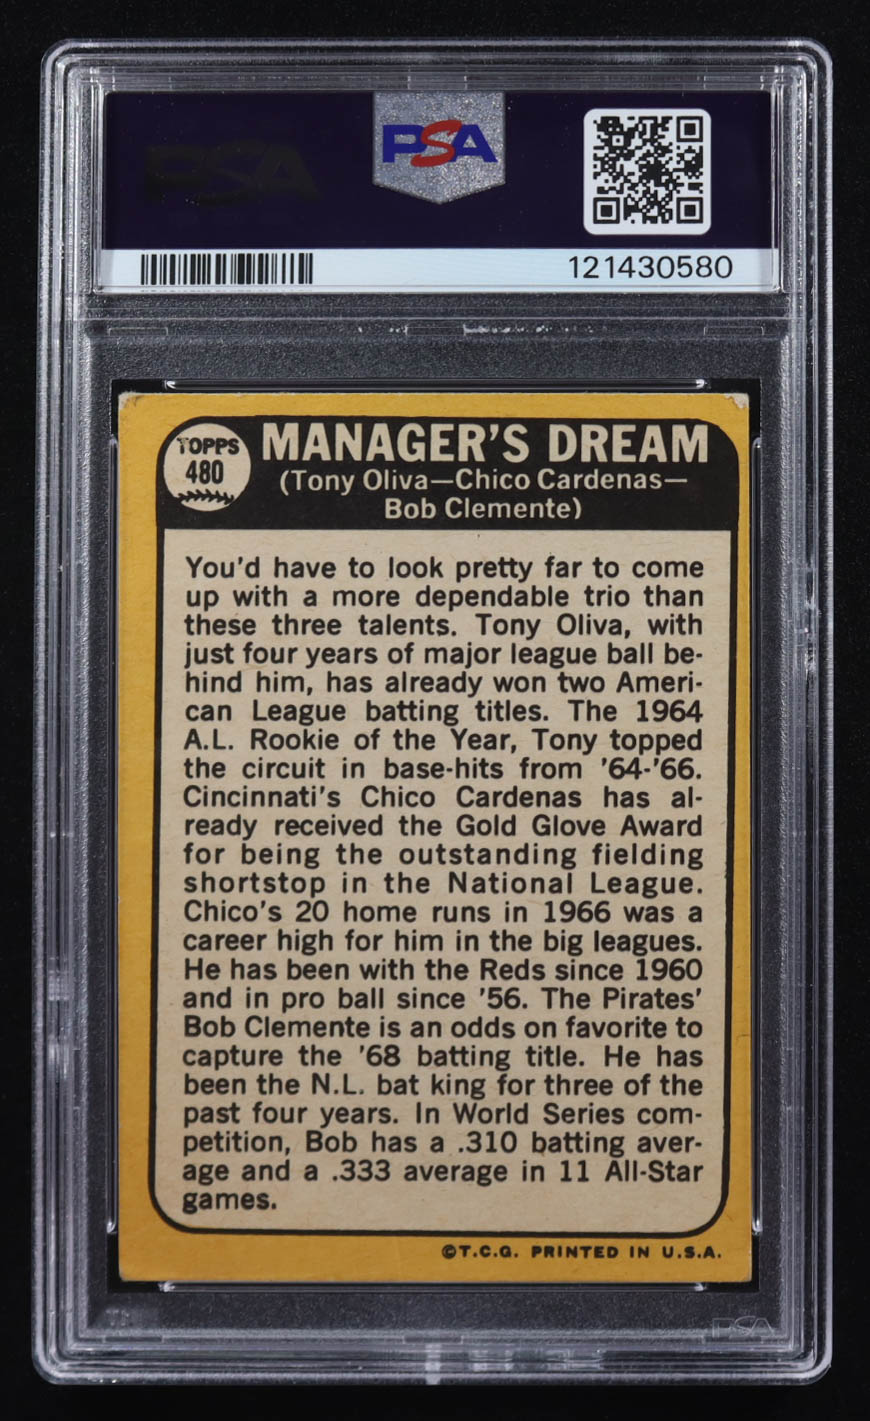 PSA
PSA
121430580
TOPPS
480
MANAGER'S DREAM
(Tony Oliva—Chico Cardenas—
Bob Clemente)
You'd have to look pretty far to come
up with a more dependable trio than
these three talents. Tony Oliva, with
just four years of major league ball be-
hind him, has already won two Ameri-
can League batting titles. The 1964
A.L. Rookie of the Year, Tony topped
the circuit in base-hits from '64-'66.
Cincinnati's Chico Cardenas has al-
ready received the Gold Glove Award
for being the outstanding fielding
shortstop in the National League.
Chico's 20 home runs in 1966 was a
career high for him in the big leagues.
He has been with the Reds since 1960
and in pro ball since '56. The Pirates'
Bob Clemente is an odds on favorite to
capture the '68 batting title. He has
been the N.L. bat king for three of the
past four years. In World Series com-
petition, Bob has a .310 batting aver-
age and a .333 average in 11 All-Star
games.
©T.C.G. PRINTED IN U.S.A.
PSA